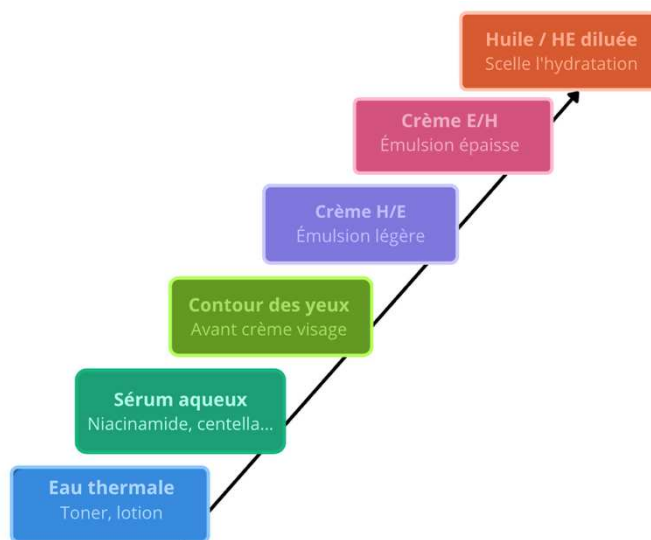 Huile / HE diluée
Scelle l'hydratation
Crème E/H
Émulsion épaisse
Crème H/E
Émulsion légère
Contour des yeux
Avant crème visage
Sérum aqueux
Niacinamide, centella...
Eau thermale
Toner, lotion